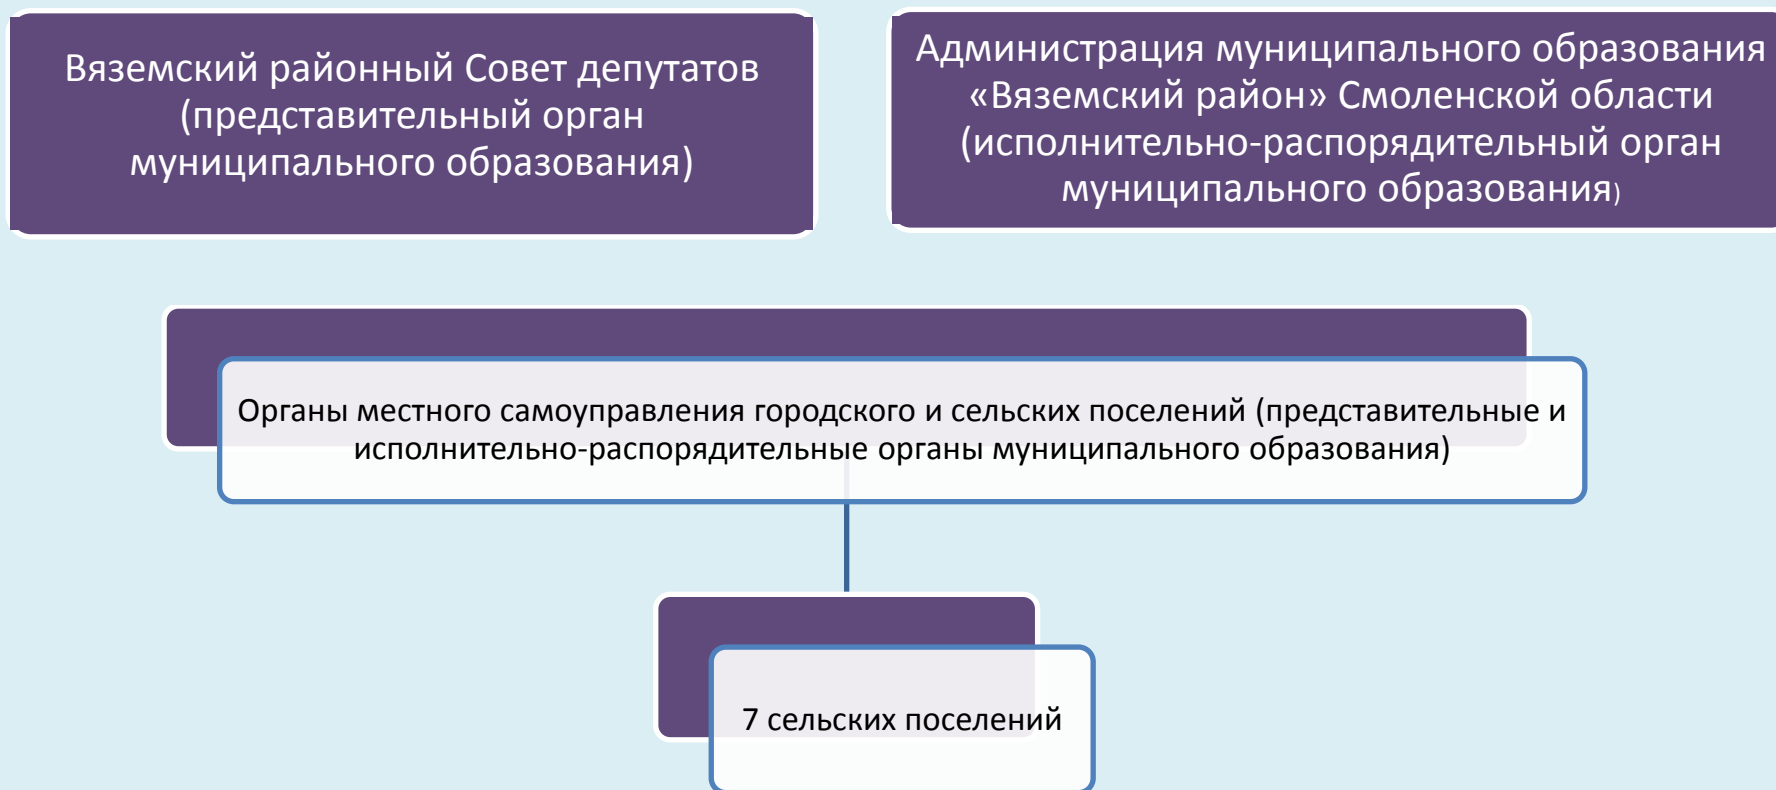 Вяземский районный Совет депутатов
(представительный орган
муниципального образования)
Администрация муниципального образования
«Вяземский район» Смоленской области
(исполнительно-распорядительный орган
муниципального образования)
Органы местного самоуправления городского и сельских поселений (представительные и
исполнительно-распорядительные органы муниципального образования)
7 сельских поселений